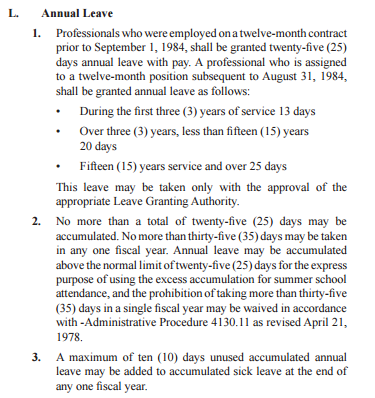 L. Annual Leave
1. Professionals who were employed on a twelve-month contract
prior to September 1, 1984, shall be granted twenty-five (25)
days annual leave with pay. A professional who is assigned
to a twelve-month position subsequent to August 31, 1984,
shall be granted annual leave as follows:
• During the first three (3) years of service 13 days
• Over three (3) years, less than fifteen (15) years
20 days
• Fifteen (15) years service and over 25 days
This leave may be taken only with the approval of the
appropriate Leave Granting Authority.
2. No more than a total of twenty-five (25) days may be
accumulated. No more than thirty-five (35) days may be taken
in any one fiscal year. Annual leave may be accumulated
above the normal limit of twenty-five (25) days for the express
purpose of using the excess accumulation for summer school
attendance, and the prohibition of taking more than thirty-five
(35) days in a single fiscal year may be waived in accordance
with -Administrative Procedure 4130.11 as revised April 21,
1978.
3. A maximum of ten (10) days unused accumulated annual
leave may be added to accumulated sick leave at the end of
any one fiscal year.